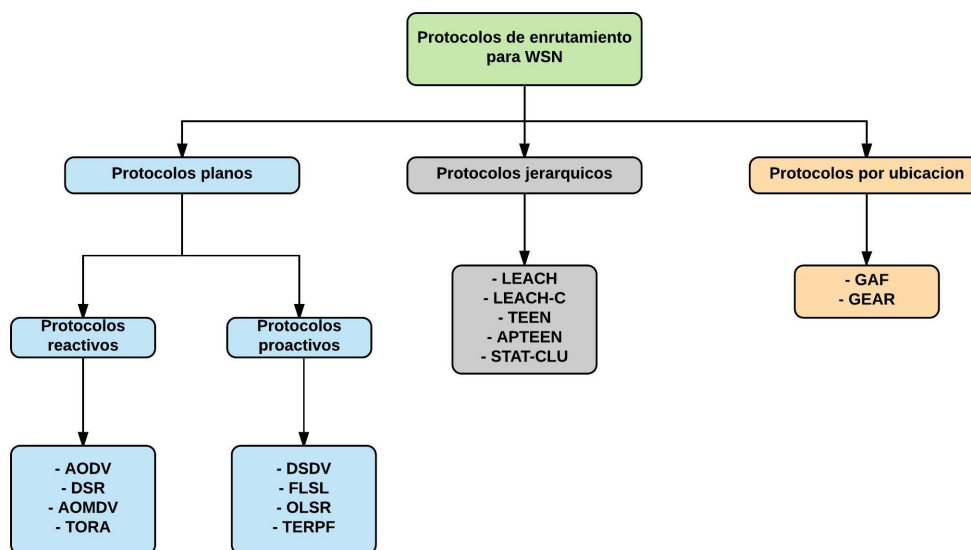 Protocolos de enrutamiento
para WSN
Protocolos planos
Protocolos jerarquicos
Protocolos por ubicacion
- LEACH
- LEACH-C
- TEEN
- APTEEN
- STAT-CLU
- GAF
- GEAR
Protocolos
reactivos
Protocolos
proactivos
- AODV
- DSR
- AOMDV
- TORA
- DSDV
- FLSL
- OLSR
- TERPF